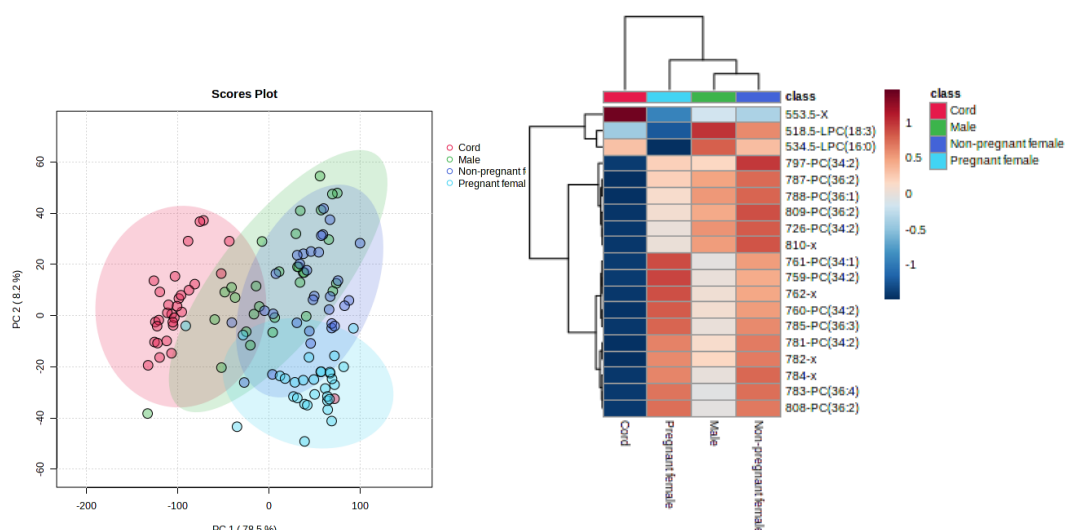 Scores Plot
PC 2 ( 8.2 %)
60
40
20
0
-20
-40
-60
-200
-100
0
100
PC 1 ( 78.5 %)
Cord
Male
Non-pregnant f
Pregnant femal
class
553.5-X
518.5-LPC(18:3)
534.5-LPC(16:0)
797-PC(34:2)
787-PC(36:2)
788-PC(36:1)
809-PC(36:2)
726-PC(34:2)
810-x
761-PC(34:1)
759-PC(34:2)
762-x
760-PC(34:2)
785-PC(36:3)
781-PC(34:2)
782-x
784-x
783-PC(36:4)
808-PC(36:2)
Cord
Pregnant female
Male
Non-pregnant female
1
0.5
0
-0.5
-1
class
Cord
Male
Non-pregnant female
Pregnant female